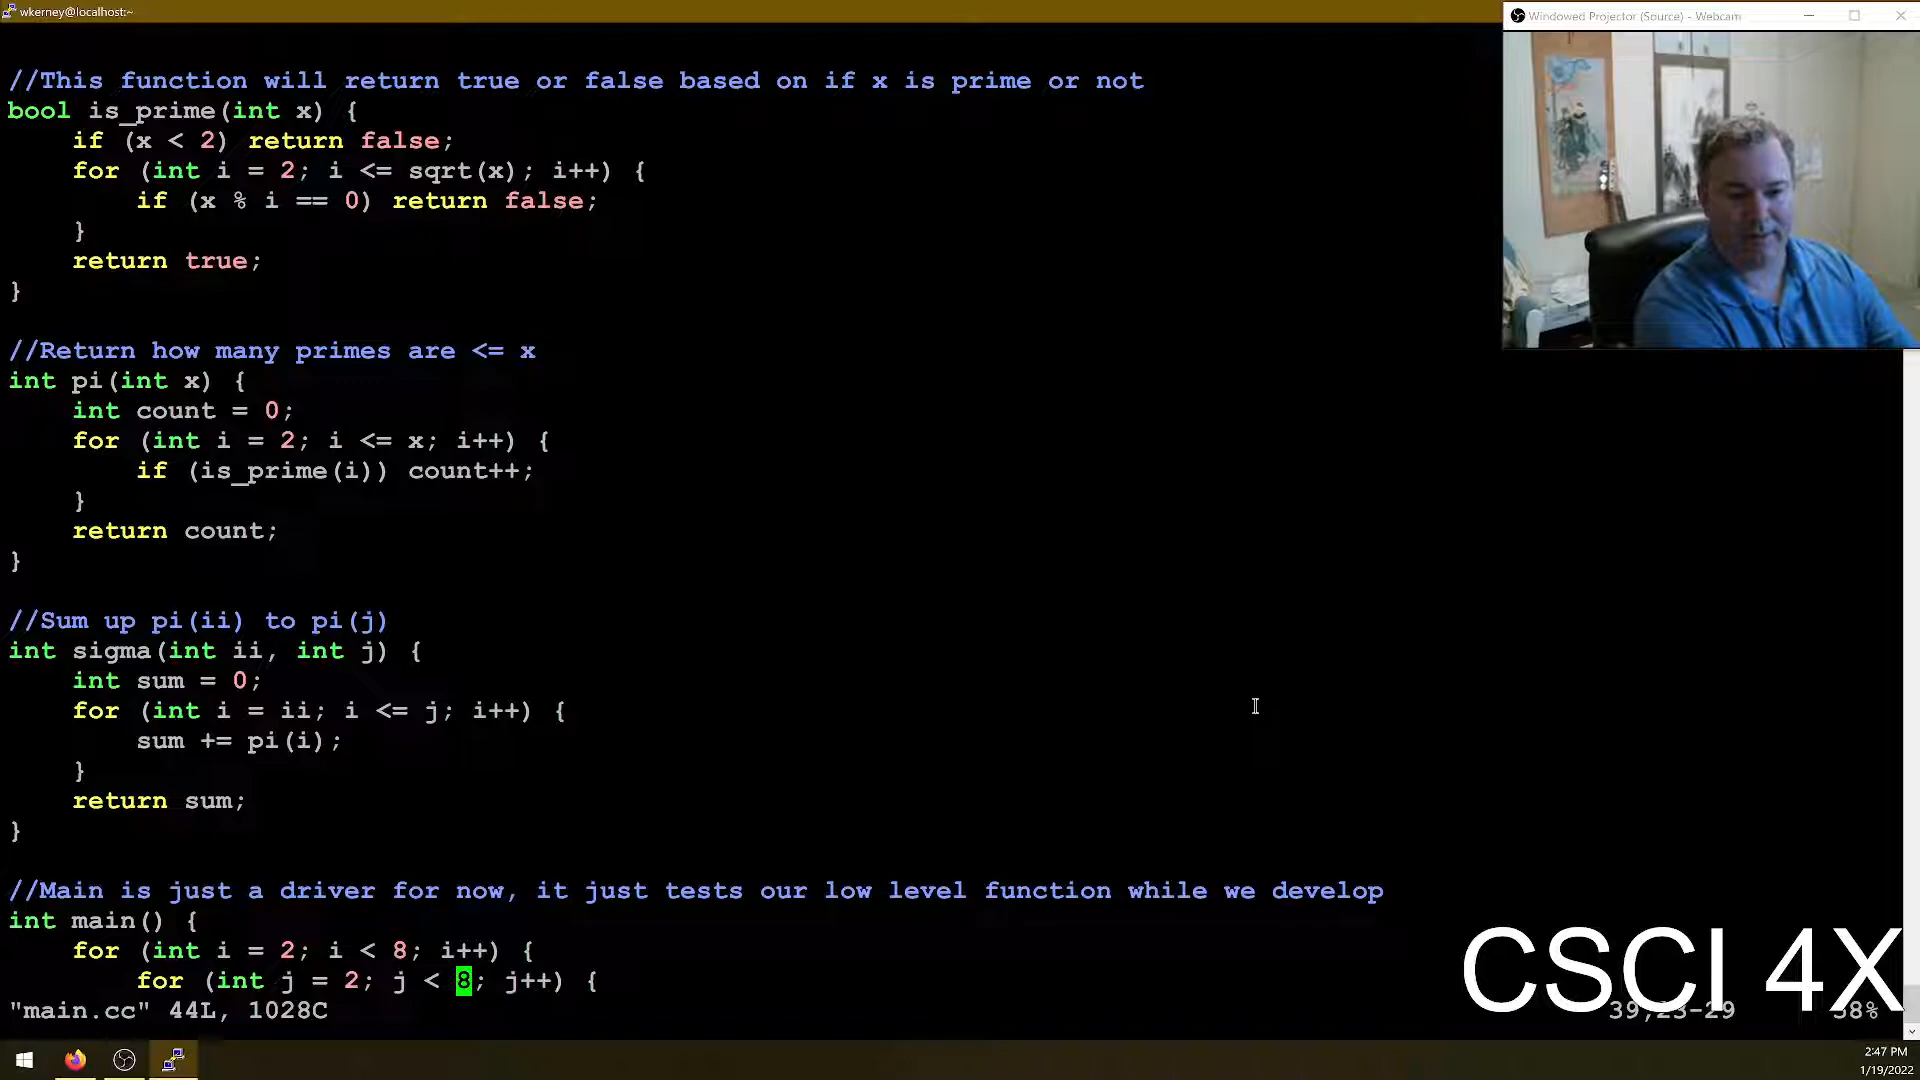 wkerney@localhost:~
Windowed Projector (Source) - Webcam
//This function will return true or false based on if x is prime or not
bool is_prime(int x) {
    if (x < 2) return false;
    for (int i = 2; i <= sqrt(x); i++) {
        if (x % i == 0) return false;
    }
    return true;
}
//Return how many primes are <= x
int pi(int x) {
    int count = 0;
    for (int i = 2; i <= x; i++) {
        if (is_prime(i)) count++;
    }
    return count;
}
//Sum up pi(ii) to pi(j)
int sigma(int ii, int j) {
    int sum = 0;
    for (int i = ii; i <= j; i++) {
        sum += pi(i);
    }
    return sum;
}
//Main is just a driver for now, it just tests our low level function while we develop
int main() {
    for (int i = 2; i < 8; i++) {
        for (int j = 2; j < 8; j++) {
"main.cc" 44L, 1028C
CSCI 4X
39,23-29
58%
2:47 PM
1/19/2022